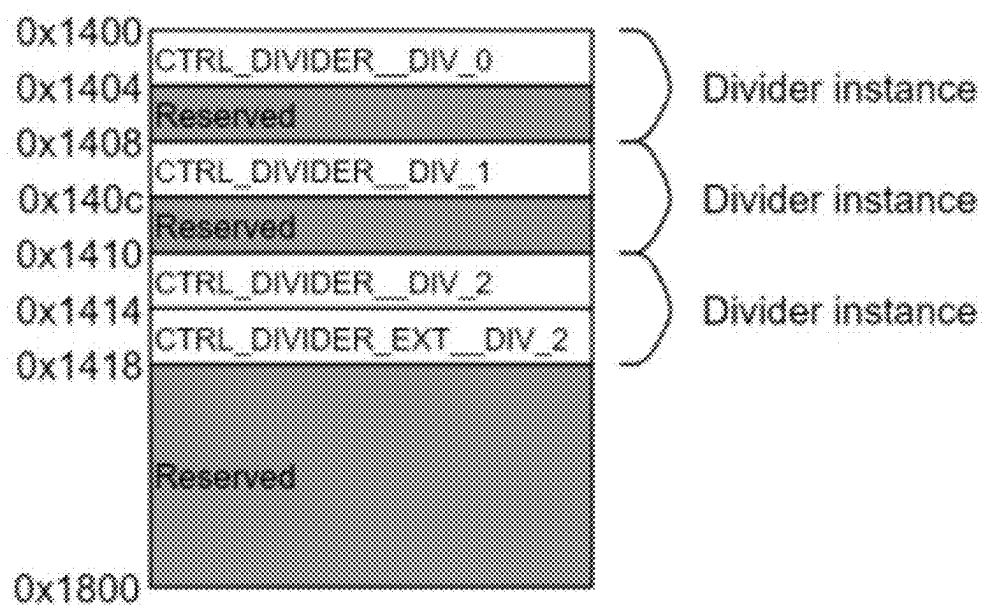 0x1400
CTRL_DIVIDER__DIV_0
0x1404
Reserved
Divider instance
0x1408
CTRL_DIVIDER__DIV_1
0x140c
Reserved
Divider instance
0x1410
CTRL_DIVIDER__DIV_2
0x1414
CTRL_DIVIDER_EXT__DIV_2
Divider instance
0x1418
Reserved
0x1800